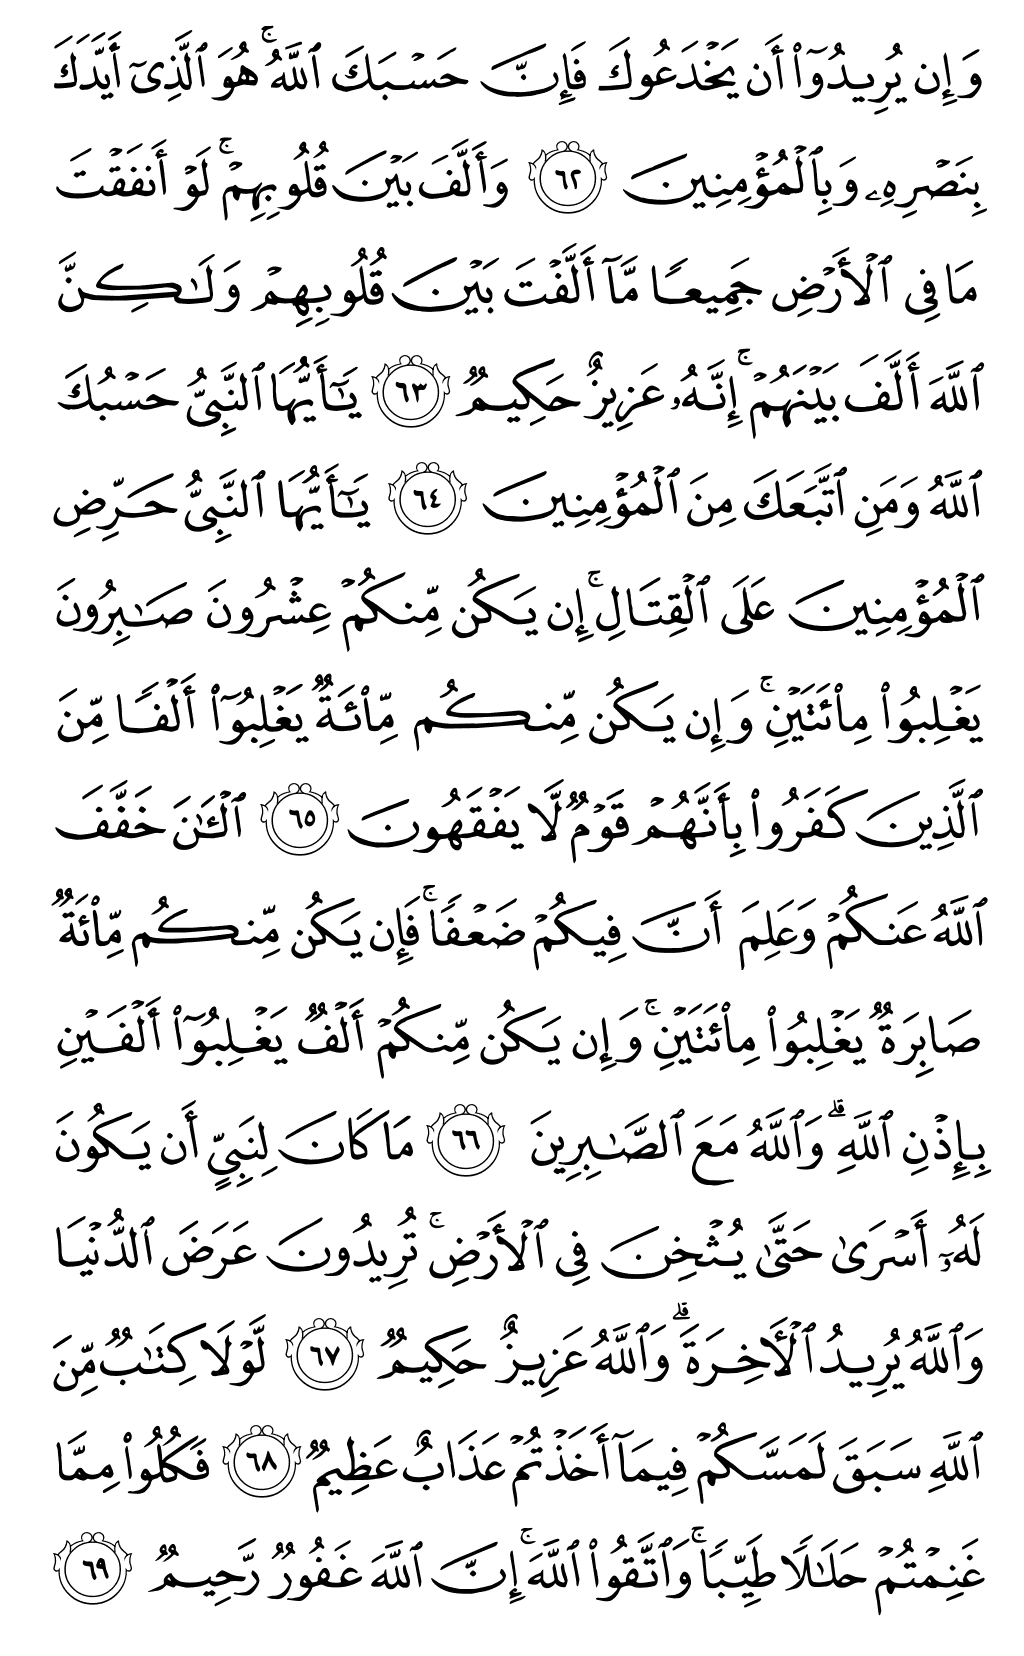 وَإِن يُرِيدُوٓا۟ أَن يَخْدَعُوكَ فَإِنَّ حَسْبَكَ ٱللَّهُ ۚ هُوَ ٱلَّذِىٓ أَيَّدَكَ
بِنَصْرِهِۦ وَبِٱلْمُؤْمِنِينَ ٦٢ وَأَلَّفَ بَيْنَ قُلُوبِهِمْ ۚ لَوْ أَنفَقْتَ
مَا فِى ٱلْأَرْضِ جَمِيعًا مَّآ أَلَّفْتَ بَيْنَ قُلُوبِهِمْ وَلَـٰكِنَّ
ٱللَّهَ أَلَّفَ بَيْنَهُمْ ۚ إِنَّهُۥ عَزِيزٌ حَكِيمٌ ٦٣ يَـٰٓأَيُّهَا ٱلنَّبِىُّ حَسْبُكَ
ٱللَّهُ وَمَنِ ٱتَّبَعَكَ مِنَ ٱلْمُؤْمِنِينَ ٦٤ يَـٰٓأَيُّهَا ٱلنَّبِىُّ حَرِّضِ
ٱلْمُؤْمِنِينَ عَلَى ٱلْقِتَالِ ۚ إِن يَكُن مِّنكُمْ عِشْرُونَ صَـٰبِرُونَ
يَغْلِبُوا۟ مِا۟ئَتَيْنِ ۚ وَإِن يَكُن مِّنكُم مِّا۟ئَةٌ يَغْلِبُوٓا۟ أَلْفًا مِّنَ
ٱلَّذِينَ كَفَرُوا۟ بِأَنَّهُمْ قَوْمٌ لَّا يَفْقَهُونَ ٦٥ ٱلْـَٔـٰنَ خَفَّفَ
ٱللَّهُ عَنكُمْ وَعَلِمَ أَنَّ فِيكُمْ ضَعْفًا ۚ فَإِن يَكُن مِّنكُم مِّا۟ئَةٌ
صَابِرَةٌ يَغْلِبُوا۟ مِا۟ئَتَيْنِ ۚ وَإِن يَكُن مِّنكُمْ أَلْفٌ يَغْلِبُوٓا۟ أَلْفَيْنِ
بِإِذْنِ ٱللَّهِ ۗ وَٱللَّهُ مَعَ ٱلصَّـٰبِرِينَ ٦٦ مَا كَانَ لِنَبِىٍّ أَن يَكُونَ
لَهُۥٓ أَسْرَىٰ حَتَّىٰ يُثْخِنَ فِى ٱلْأَرْضِ ۚ تُرِيدُونَ عَرَضَ ٱلدُّنْيَا
وَٱللَّهُ يُرِيدُ ٱلْـَٔاخِرَةَ ۗ وَٱللَّهُ عَزِيزٌ حَكِيمٌ ٦٧ لَّوْلَا كِتَـٰبٌ مِّنَ
ٱللَّهِ سَبَقَ لَمَسَّكُمْ فِيمَآ أَخَذْتُمْ عَذَابٌ عَظِيمٌ ٦٨ فَكُلُوا۟ مِمَّا
غَنِمْتُمْ حَلَـٰلًا طَيِّبًا ۚ وَٱتَّقُوا۟ ٱللَّهَ ۚ إِنَّ ٱللَّهَ غَفُورٌ رَّحِيمٌ ٦٩